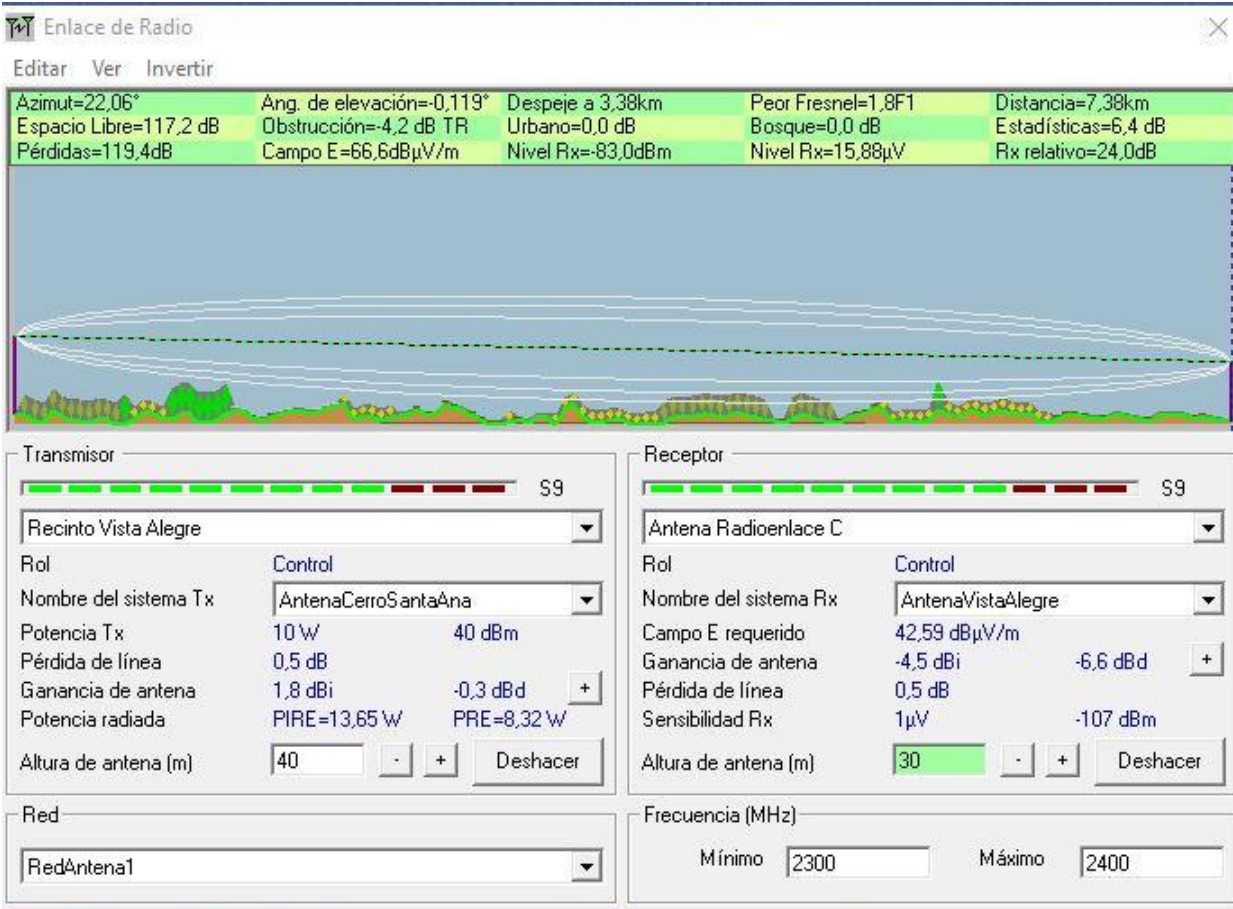 Enlace de Radio
Editar Ver Invertir
Azimut=22,06° Ang. de elevación=-0,119° Despeje a 3,38km Peor Fresnel=1,8F1 Distancia=7,38km
Espacio Libre=117,2 dB Obstrucción=-4,2 dB TR Urbano=0,0 dB Bosque=0,0 dB Estadísticas=6,4 dB
Pérdidas=119,4dB Campo E=66,6dBµV/m Nivel Rx=-83,0dBm Nivel Rx=15,88µV Rx relativo=24,0dB
Transmisor
S9
Recinto Vista Alegre
Rol Control
Nombre del sistema Tx AntenaCerroSantaAna
Potencia Tx 10 W 40 dBm
Pérdida de línea 0,5 dB
Ganancia de antena 1,8 dBi -0,3 dBd +
Potencia radiada PIRE=13,65 W PRE=8,32 W
Altura de antena (m) 40 - + Deshacer
Receptor
S9
Antena Radioenlace C
Rol Control
Nombre del sistema Rx AntenaVistaAlegre
Campo E requerido 42,59 dBµV/m
Ganancia de antena -4,5 dBi -6,6 dBd +
Pérdida de línea 0,5 dB
Sensibilidad Rx 1µV -107 dBm
Altura de antena (m) 30 - + Deshacer
Red
RedAntena1
Frecuencia (MHz)
Mínimo 2300 Máximo 2400